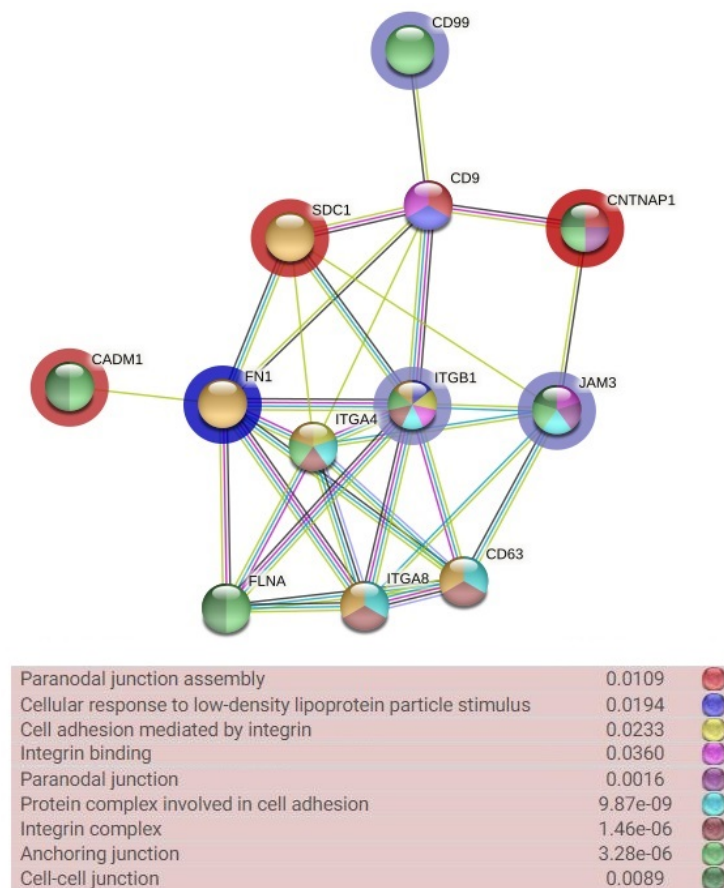 CD99
CD9
SDC1
CNTNAP1
CADM1
FN1
ITGB1
JAM3
ITGA4
CD63
FLNA
ITGA8
Paranodal junction assembly 0.0109
Cellular response to low-density lipoprotein particle stimulus 0.0194
Cell adhesion mediated by integrin 0.0233
Integrin binding 0.0360
Paranodal junction 0.0016
Protein complex involved in cell adhesion 9.87e-09
Integrin complex 1.46e-06
Anchoring junction 3.28e-06
Cell-cell junction 0.0089